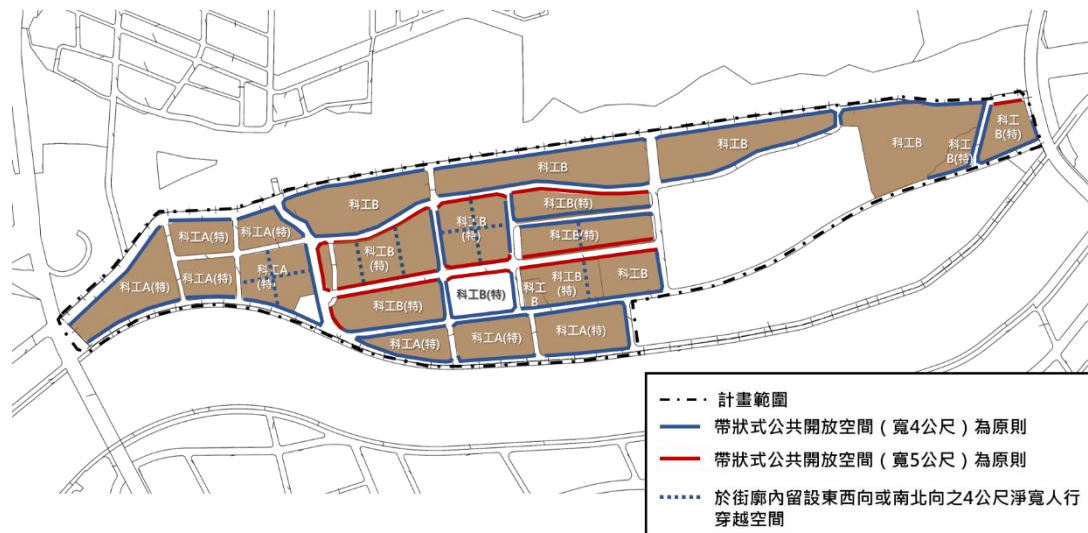 科工B
科工
B(特)
科工B
科工
B(特)
科工B
科工B
科工B(特)
科工A(特)
科工B
(特)
科工A(特)
科工B(特)
科工B
(特)
科工A(特)
科工A
(特)
科工B
(特)
科工B
科工A(特)
科工B(特)
科工
B
科工B(特)
科工A(特)
科工A(特)
科工A(特)
計畫範圍
帶狀式公共開放空間（寬4公尺）為原則
帶狀式公共開放空間（寬5公尺）為原則
於街廓內留設東西向或南北向之4公尺淨寬人行
穿越空間